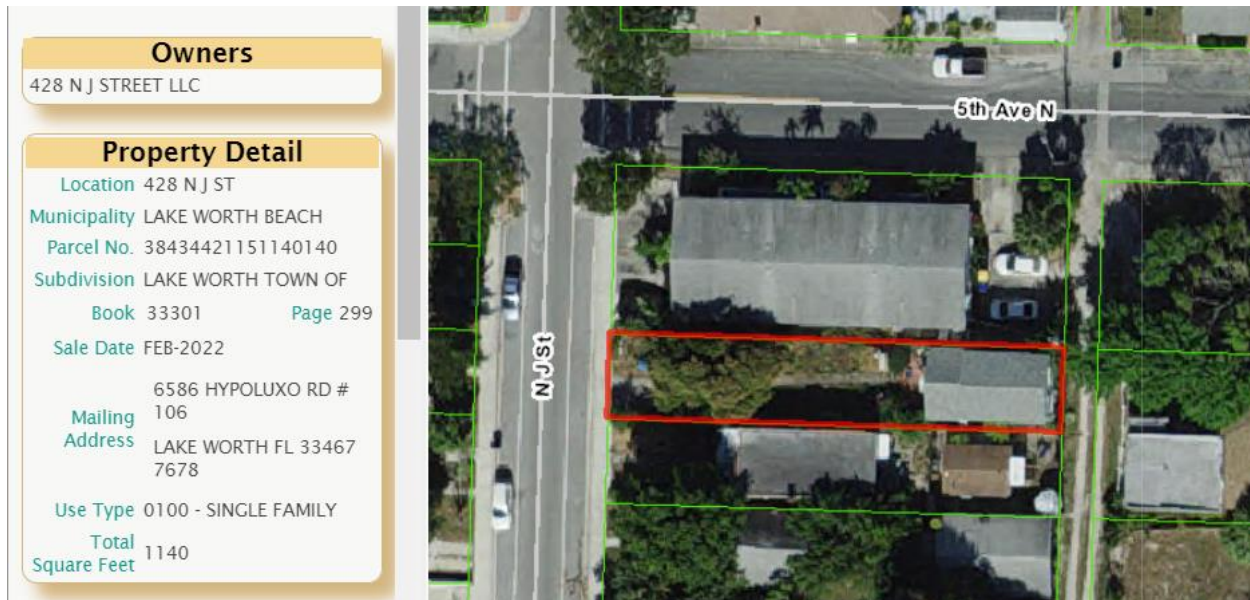 Owners
428 N J STREET LLC
Property Detail
Location 428 N J ST
Municipality LAKE WORTH BEACH
Parcel No. 38434421151140140
Subdivision LAKE WORTH TOWN OF
Book 33301 Page 299
Sale Date FEB-2022
Mailing Address
6586 HYPOLUXO RD #
106
LAKE WORTH FL 33467
7678
Use Type 0100 - SINGLE FAMILY
Total
Square Feet 1140
5th Ave N
N J St